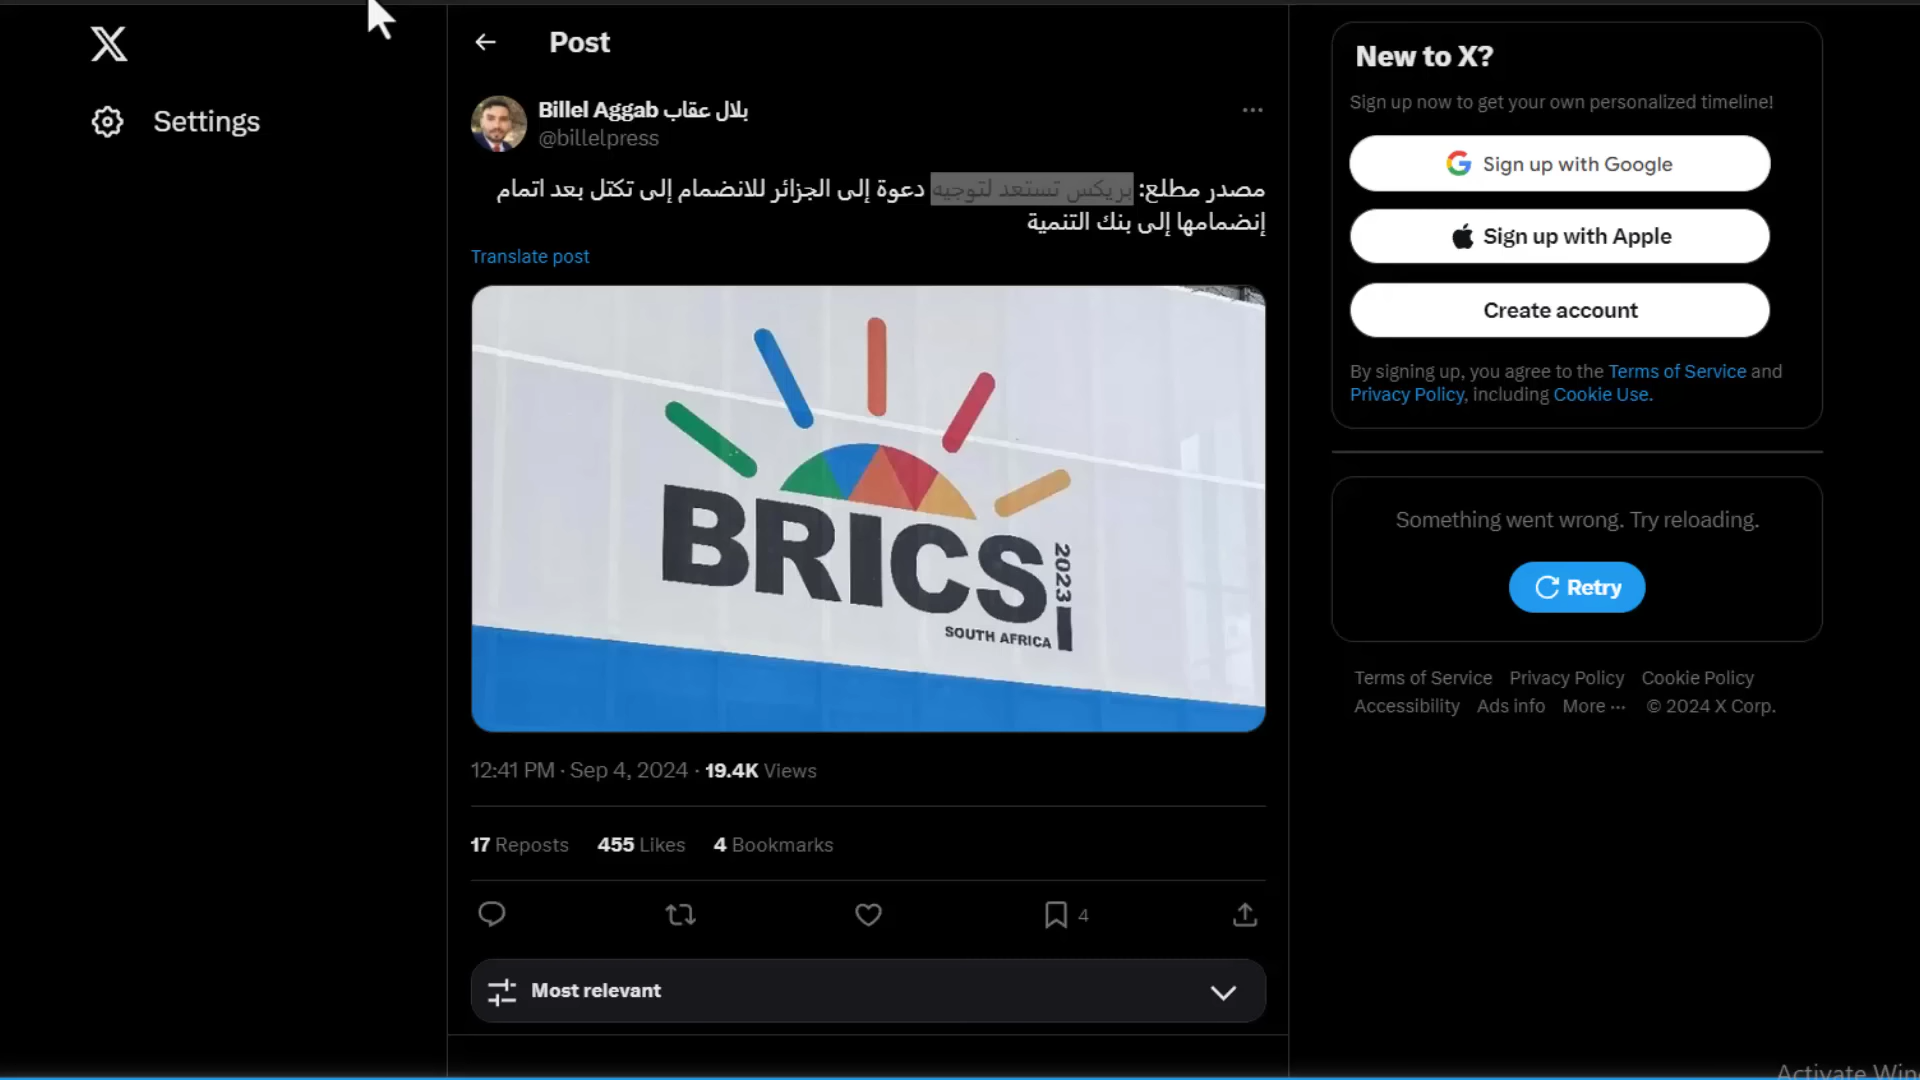 Post
Settings
Billel Aggab بلال عقاب
@billelpress
مصدر مطلع: بريكس تستعد لتوجيه دعوة إلى الجزائر للانضمام إلى تكتل بعد اتمام
إنضمامها إلى بنك التنمية
Translate post
BRICS
2023
SOUTH AFRICA
12:41 PM · Sep 4, 2024 · 19.4K Views
17 Reposts 455 Likes 4 Bookmarks
4
Most relevant
New to X?
Sign up now to get your own personalized timeline!
Sign up with Google
Sign up with Apple
Create account
By signing up, you agree to the Terms of Service and
Privacy Policy, including Cookie Use.
Something went wrong. Try reloading.
Retry
Terms of Service Privacy Policy Cookie Policy
Accessibility Ads info More ··· © 2024 X Corp.
Activate Win